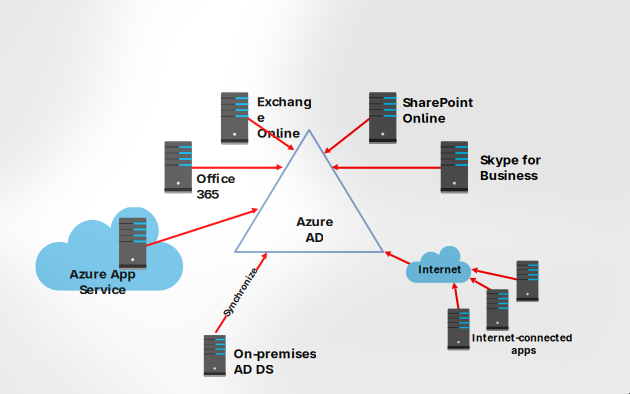 Exchang
e
Online
SharePoint
Online
Office
365
Skype for
Business
Azure
AD
Azure App
Service
Internet
Synchronize
On-premises
AD DS
Internet-connected
apps